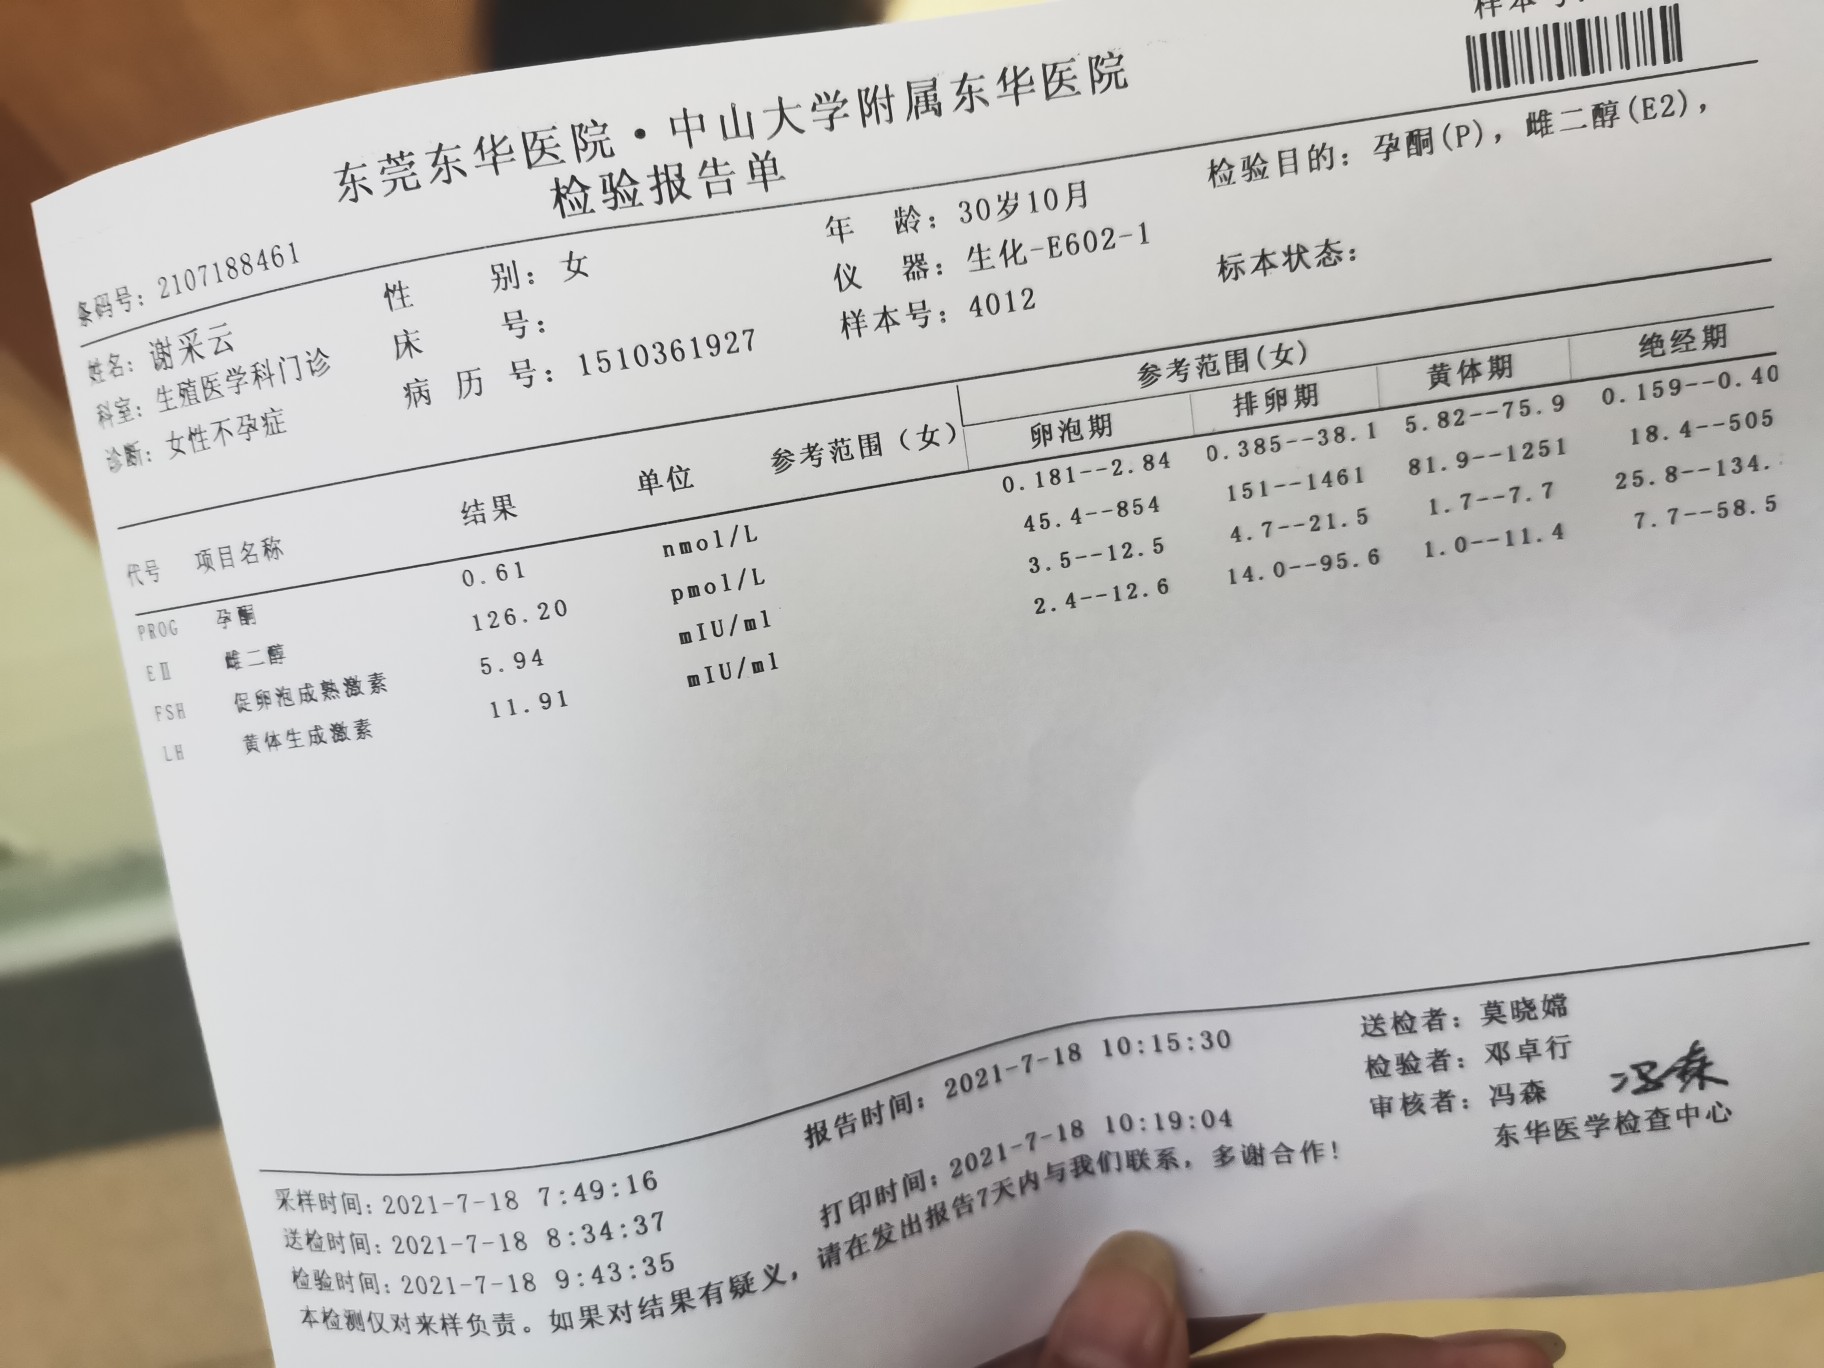 样本号:
东莞东华医院·中山大学附属东华医院
检验报告单
条码号: 2107188461
姓名: 谢采云 性 别: 女 年 龄: 30岁10月 检验目的: 孕酮(P), 雌二醇(E2),
科室: 生殖医学科门诊 床 号: 仪 器: 生化-E602-1
诊断: 女性不孕症 病 历 号: 1510361927 样本号: 4012 标本状态:
代号 项目名称 结果 单位 参考范围(女) 参考范围(女)
卵泡期 排卵期 黄体期 绝经期
PROG 孕酮 0.61 nmol/L 0.181--2.84 0.385--38.1 5.82--75.9 0.159--0.40
EⅡ 雌二醇 126.20 pmol/L 45.4--854 151--1461 81.9--1251 18.4--505
FSH 促卵泡成熟激素 5.94 mIU/ml 3.5--12.5 4.7--21.5 1.7--7.7 25.8--134.
LH 黄体生成激素 11.91 mIU/ml 2.4--12.6 14.0--95.6 1.0--11.4 7.7--58.5
采样时间: 2021-7-18 7:49:16 报告时间: 2021-7-18 10:15:30 送检者: 莫晓嫦
送检时间: 2021-7-18 8:34:37 打印时间: 2021-7-18 10:19:04 检验者: 邓卓行
检验时间: 2021-7-18 9:43:35 审核者: 冯森 冯森
本检测仅对来样负责。如果对结果有疑义, 请在发出报告7天内与我们联系, 多谢合作! 东华医学检查中心